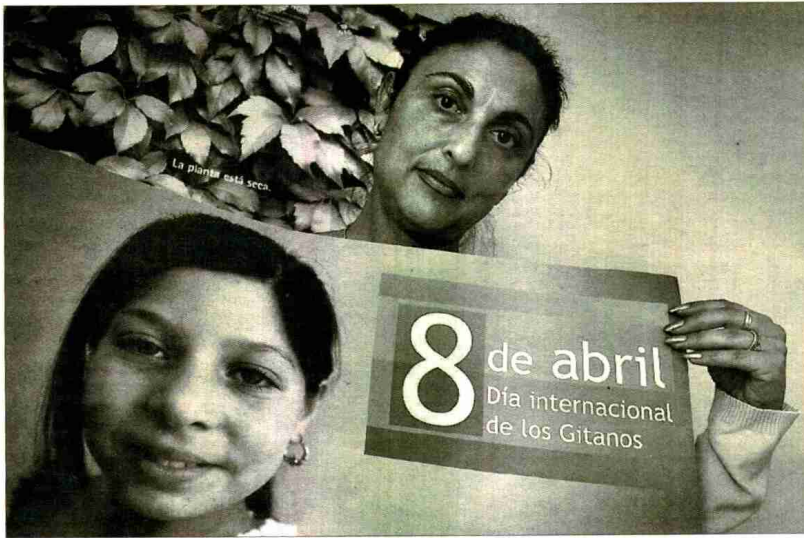 La planta está seca.
8 de abril
Día internacional
de los Gitanos